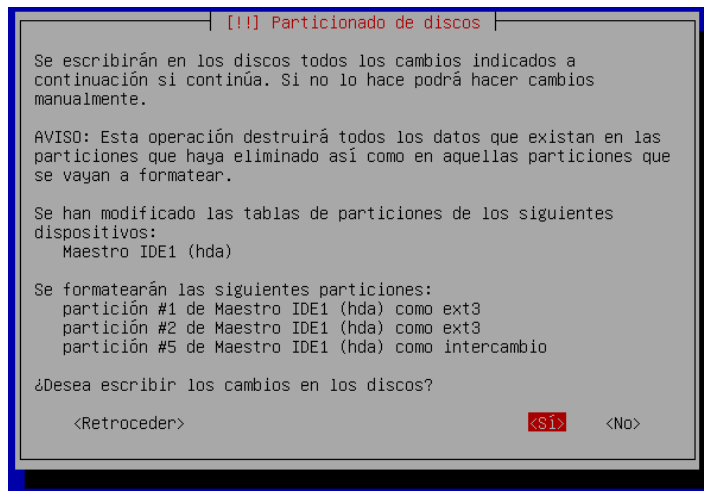 [!!] Particionado de discos
Se escribirán en los discos todos los cambios indicados a
continuación si continúa. Si no lo hace podrá hacer cambios
manualmente.
AVISO: Esta operación destruirá todos los datos que existan en las
particiones que haya eliminado así como en aquellas particiones que
se vayan a formatear.
Se han modificado las tablas de particiones de los siguientes
dispositivos:
Maestro IDE1 (hda)
Se formatearán las siguientes particiones:
partición #1 de Maestro IDE1 (hda) como ext3
partición #2 de Maestro IDE1 (hda) como ext3
partición #5 de Maestro IDE1 (hda) como intercambio
¿Desea escribir los cambios en los discos?
<Retroceder> <Sí> <No>